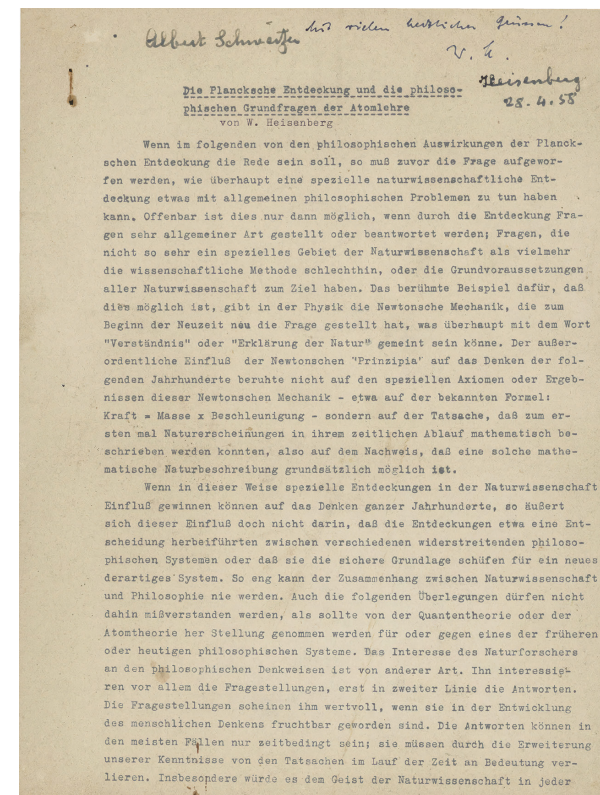 Albert Schweitzer mit vielen herzlichen Grüssen!
W. H.
Heisenberg
28.4.58
Die Plancksche Entdeckung und die philoso-
phischen Grundfragen der Atomlehre
von W. Heisenberg
Wenn im folgenden von den philosophischen Auswirkungen der Planck-
schen Entdeckung die Rede sein soll, so muß zuvor die Frage aufgewor-
fen werden, wie überhaupt eine spezielle naturwissenschaftliche Ent-
deckung etwas mit allgemeinen philosophischen Problemen zu tun haben
kann. Offenbar ist dies nur dann möglich, wenn durch die Entdeckung Fra-
gen sehr allgemeiner Art gestellt oder beantwortet werden; Fragen, die
nicht so sehr ein spezielles Gebiet der Naturwissenschaft als vielmehr
die wissenschaftliche Methode schlechthin, oder die Grundvoraussetzungen
aller Naturwissenschaft zum Ziel haben. Das berühmte Beispiel dafür, daß
dies möglich ist, gibt in der Physik die Newtonsche Mechanik, die zum
Beginn der Neuzeit neu die Frage gestellt hat, was überhaupt mit dem Wort
"Verständnis" oder "Erklärung der Natur" gemeint sein könne. Der außer-
ordentliche Einfluß der Newtonschen "Prinzipia" auf das Denken der fol-
genden Jahrhunderte beruhte nicht auf den speziellen Axiomen oder Ergeb-
nissen dieser Newtonschen Mechanik - etwa auf der bekannten Formel:
Kraft = Masse x Beschleunigung - sondern auf der Tatsache, daß zum er-
sten mal Naturerscheinungen in ihrem zeitlichen Ablauf mathematisch be-
schrieben werden konnten, also auf dem Nachweis, daß eine solche mathe-
matische Naturbeschreibung grundsätzlich möglich ist.
Wenn in dieser Weise spezielle Entdeckungen in der Naturwissenschaft
Einfluß gewinnen können auf das Denken ganzer Jahrhunderte, so äußert
sich dieser Einfluß doch nicht darin, daß die Entdeckungen etwa eine Ent-
scheidung herbeiführten zwischen verschiedenen widerstreitenden philoso-
phischen Systemen oder daß sie die sichere Grundlage schüfen für ein neues
derartiges System. So eng kann der Zusammenhang zwischen Naturwissenschaft
und Philosophie nie werden. Auch die folgenden Überlegungen dürfen nicht
dahin mißverstanden werden, als sollte von der Quantentheorie oder der
Atomtheorie her Stellung genommen werden für oder gegen eines der früheren
oder heutigen philosophischen Systeme. Das Interesse des Naturforschers
an den philosophischen Denkweisen ist von anderer Art. Ihn interessie-
ren vor allem die Fragestellungen, erst in zweiter Linie die Antworten.
Die Fragestellungen scheinen ihm wertvoll, wenn sie in der Entwicklung
des menschlichen Denkens fruchtbar geworden sind. Die Antworten können in
den meisten Fällen nur zeitbedingt sein; sie müssen durch die Erweiterung
unserer Kenntnisse von den Tatsachen im Lauf der Zeit an Bedeutung ver-
lieren. Insbesondere würde es dem Geist der Naturwissenschaft in jeder